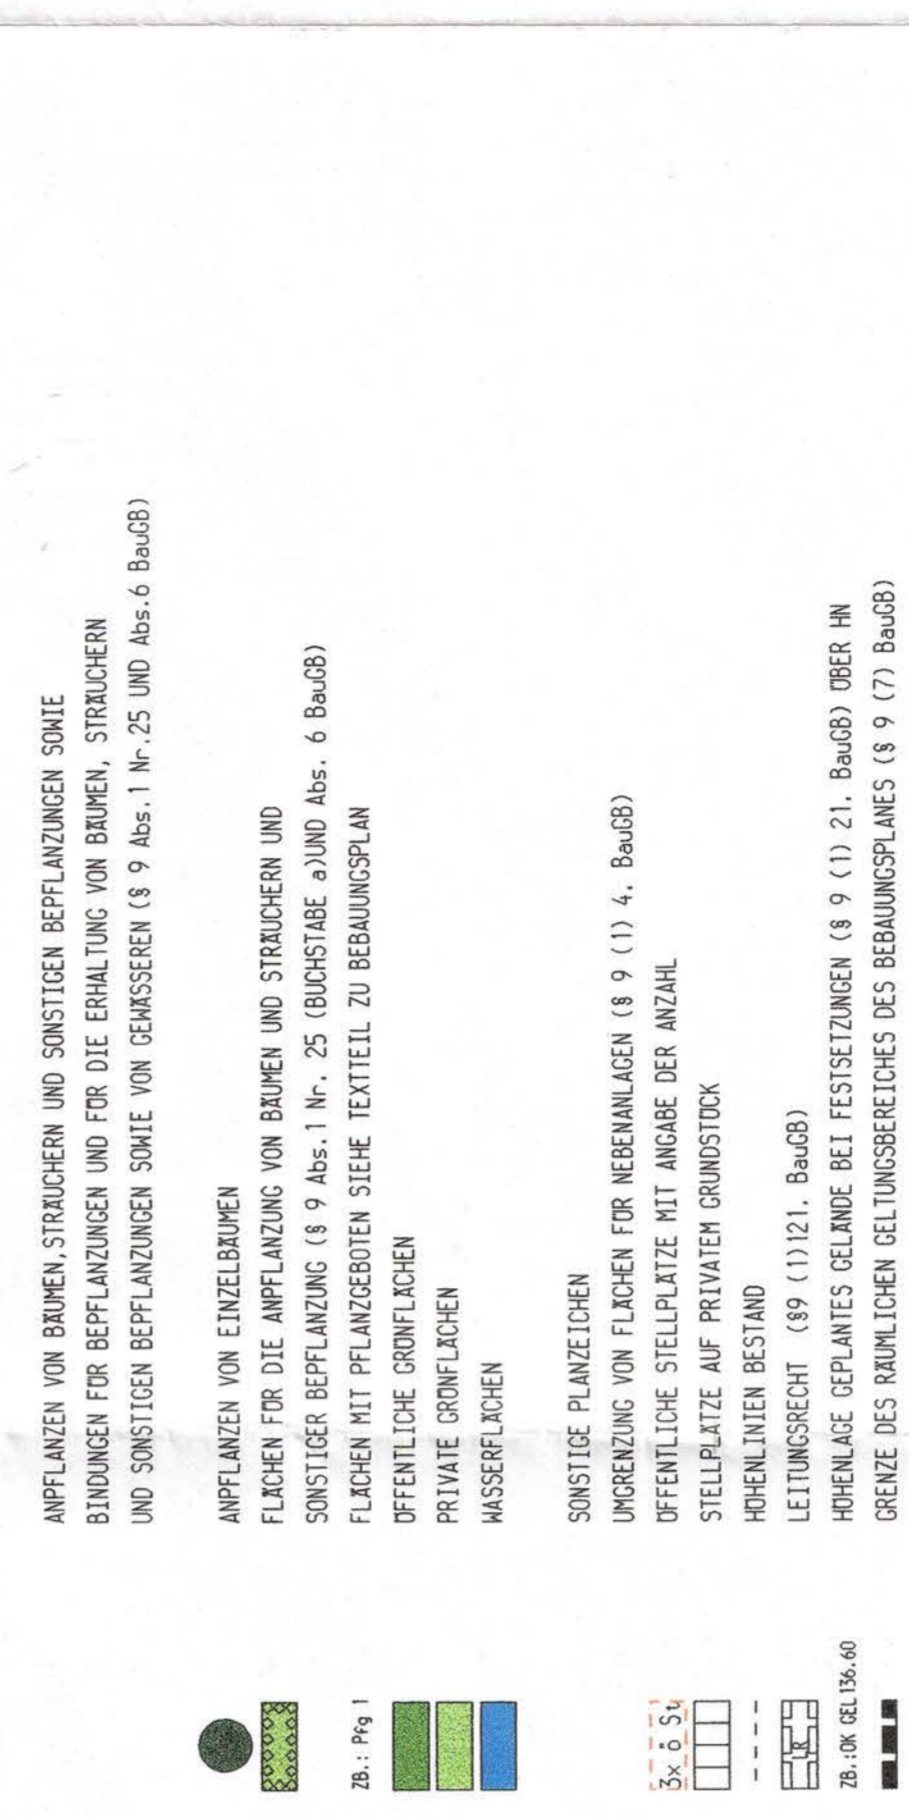 ANPFLANZEN VON BÄUMEN,STRÄUCHERN UND SONSTIGEN BEPFLANZUNGEN SOWIE
BINDUNGEN FÜR BEPFLANZUNGEN UND FÜR DIE ERHALTUNG VON BÄUMEN, STRÄUCHERN
UND SONSTIGEN BEPFLANZUNGEN SOWIE VON GEWÄSSEREN (§ 9 Abs.1 Nr.25 UND Abs.6 BauGB)
ANPFLANZEN VON EINZELBÄUMEN
FLÄCHEN FÜR DIE ANPFLANZUNG VON BÄUMEN UND STRÄUCHERN UND
SONSTIGER BEPFLANZUNG (§ 9 Abs.1 Nr. 25 (BUCHSTABE a)UND Abs. 6 BauGB)
ZB.: Pfg 1 FLÄCHEN MIT PFLANZGEBOTEN SIEHE TEXTTEIL ZU BEBAUUNGSPLAN
ÖFFENTLICHE GRÜNFLÄCHEN
PRIVATE GRÜNFLÄCHEN
WASSERFLÄCHEN
SONSTIGE PLANZEICHEN
UMGRENZUNG VON FLÄCHEN FÜR NEBENANLAGEN (§ 9 (1) 4. BauGB)
3x ö St ÖFFENTLICHE STELLPLÄTZE MIT ANGABE DER ANZAHL
STELLPLÄTZE AUF PRIVATEM GRUNDSTÜCK
HÖHENLINIEN BESTAND
LR LEITUNGSRECHT (§9 (1)121. BauGB)
ZB.:OK GEL 136.60 HÖHENLAGE GEPLANTES GELÄNDE BEI FESTSETZUNGEN (§ 9 (1) 21. BauGB) ÜBER HN
GRENZE DES RÄUMLICHEN GELTUNGSBEREICHES DES BEBAUUNGSPLANES (§ 9 (7) BauGB)